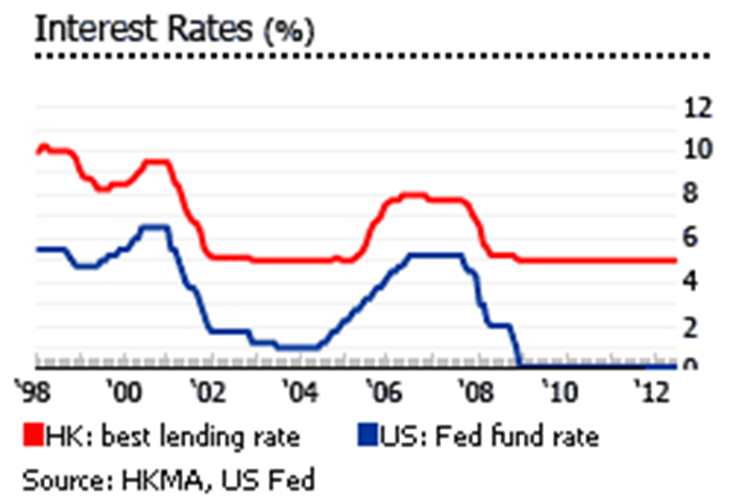 Interest Rates (%)
12
10
8
6
4
2
0
'98 '00 '02 '04 '06 '08 '10 '12
HK: best lending rate US: Fed fund rate
Source: HKMA, US Fed